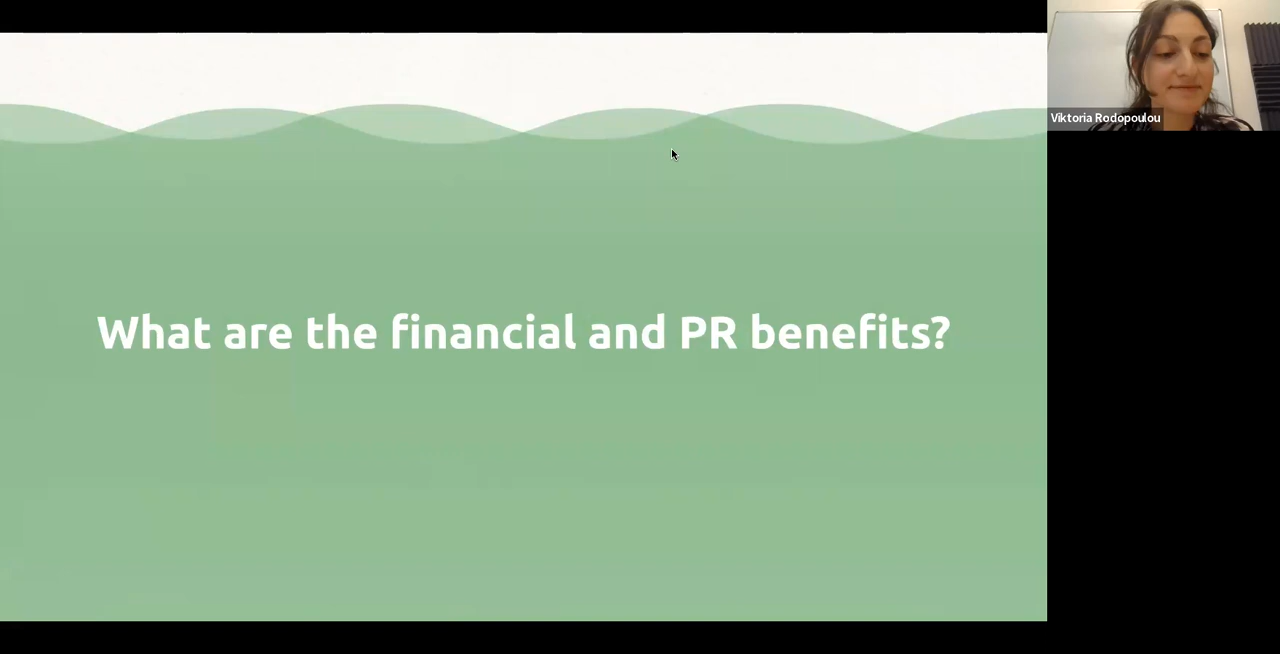 Viktoria Rodopoulou
What are the financial and PR benefits?